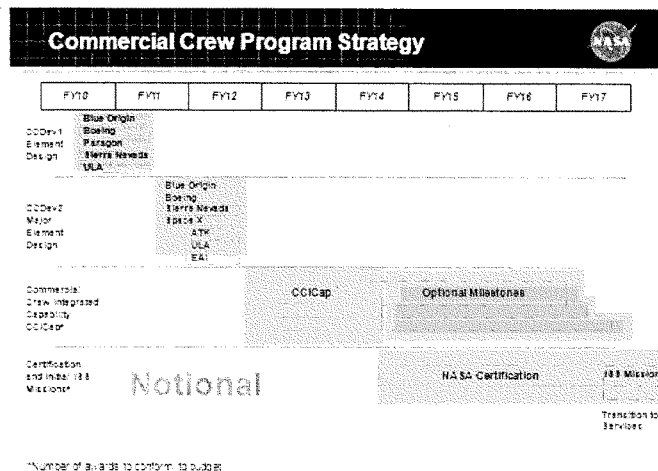 Commercial Crew Program Strategy
NASA
FY10 FY11 FY12 FY13 FY14 FY15 FY16 FY17
CCDev1
Element
Design
Blue Origin
Boeing
Paragon
Sierra Nevada
ULA
CCDev2
Major
Element
Design
Blue Origin
Boeing
Sierra Nevada
Space X
ATK
ULA
EAI
Commercial
Crew Integrated
Capability
CCiCap*
CCiCap
Optional Milestones
Certification
and Initial ISS
Missions*
Notional
NASA Certification
ISS Mission
Transition to
Services
*Number of awards to conform to budget